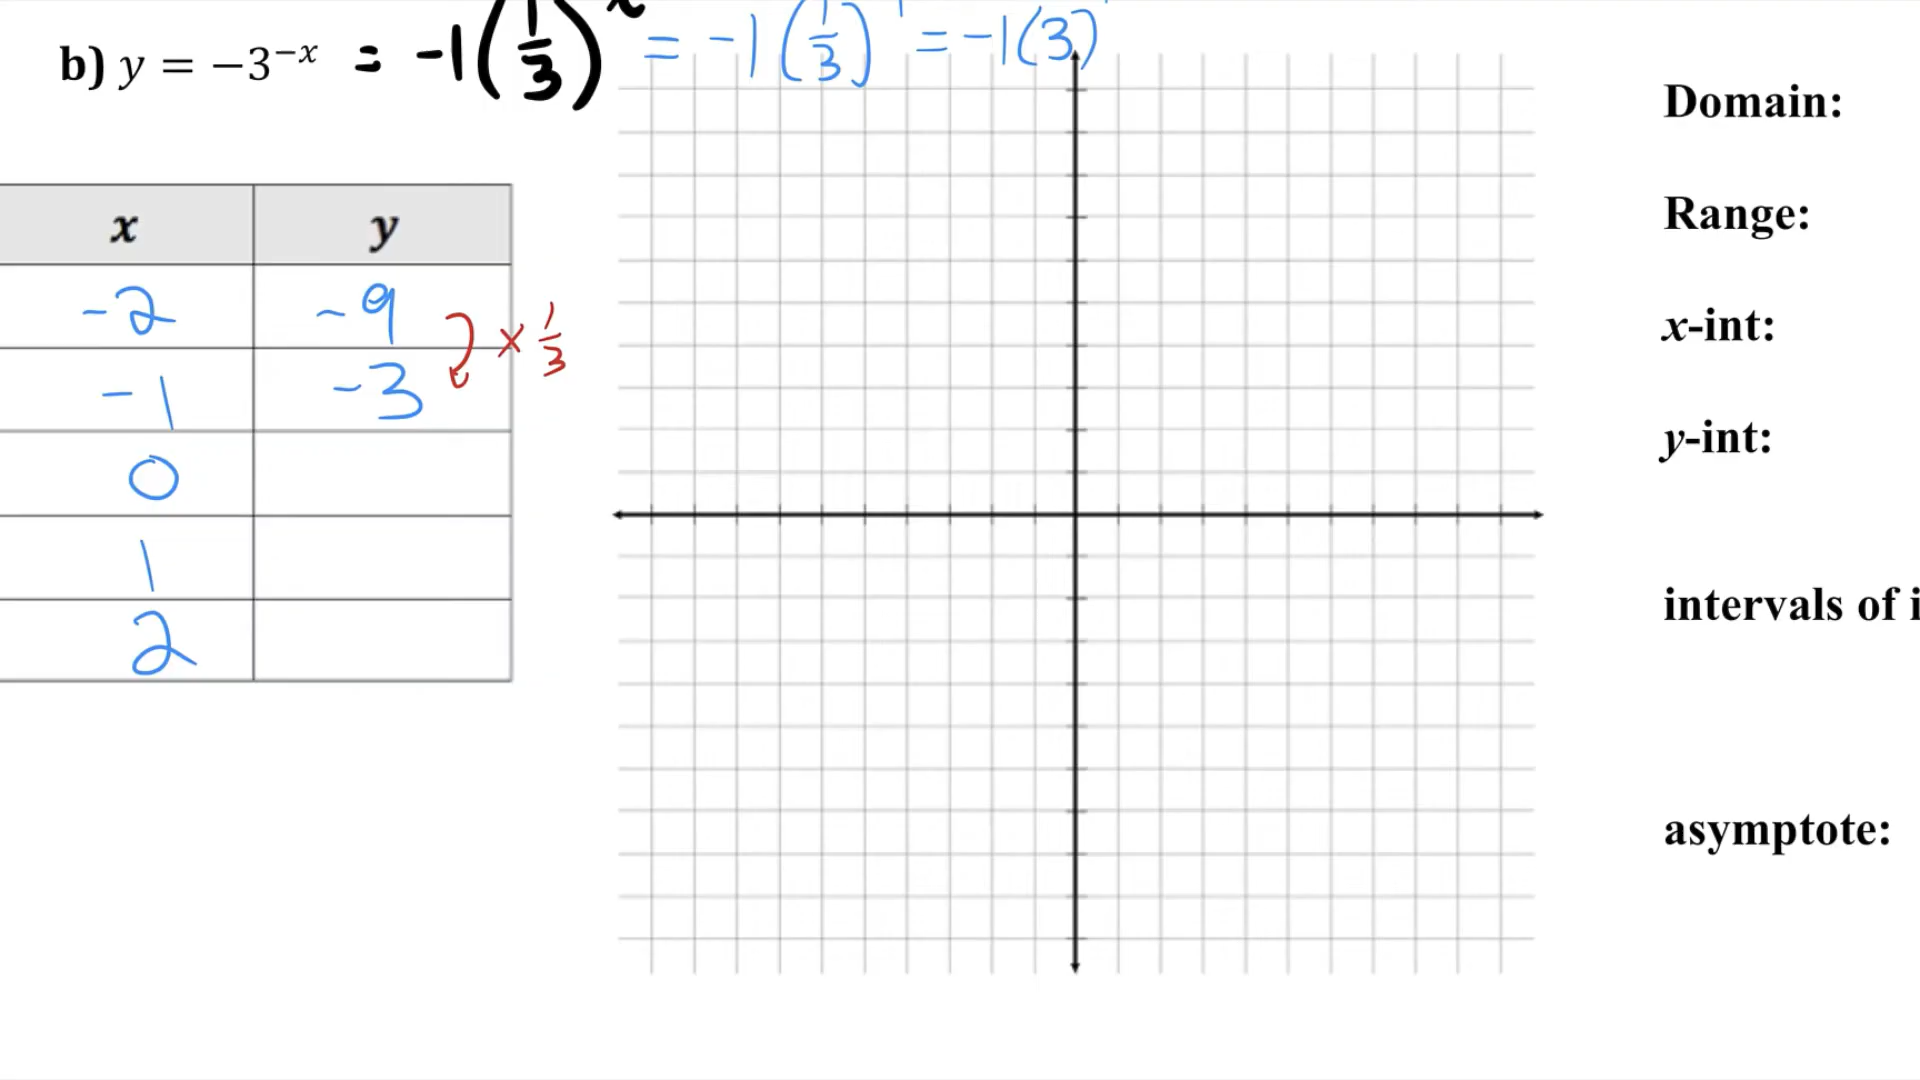 b) y = −3^−x = -1(1/3)^x = -1(1/3) = -1(3)
Domain:
Range:
x y
-2 -9
× 1/3
x-int:
-1 -3
y-int:
0
1
intervals of i
2
asymptote: